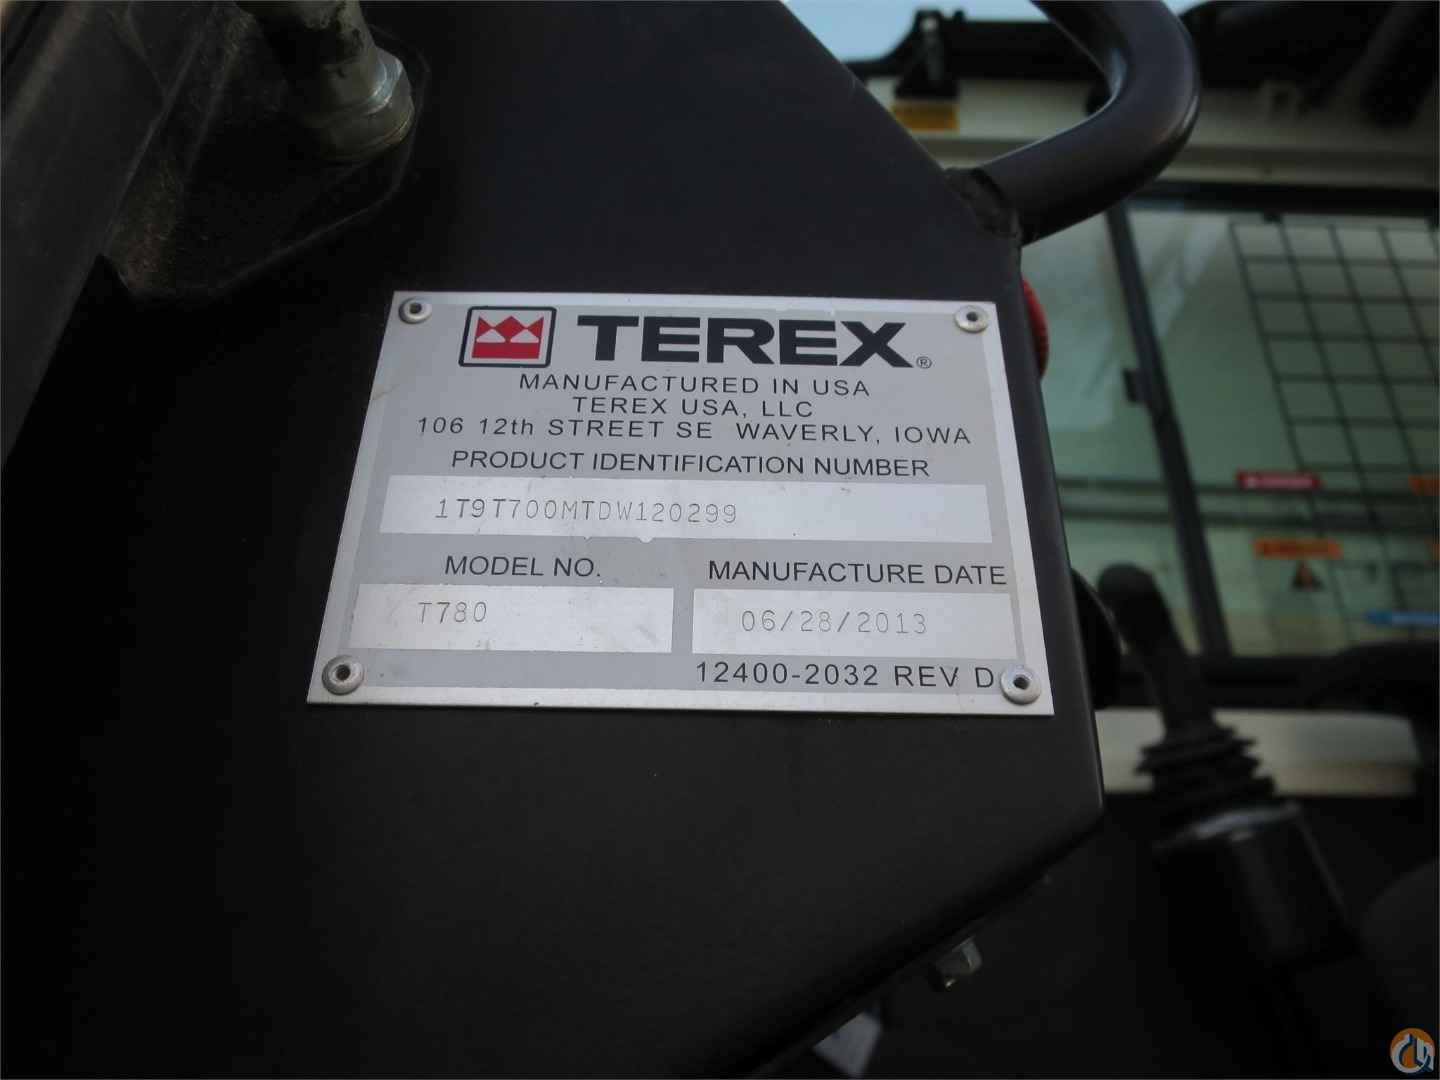 TEREX®
MANUFACTURED IN USA
TEREX USA, LLC
106 12th STREET SE WAVERLY, IOWA
PRODUCT IDENTIFICATION NUMBER
1T9T700MTDW120299
MODEL NO.
MANUFACTURE DATE
T780
06/28/2013
12400-2032 REV D